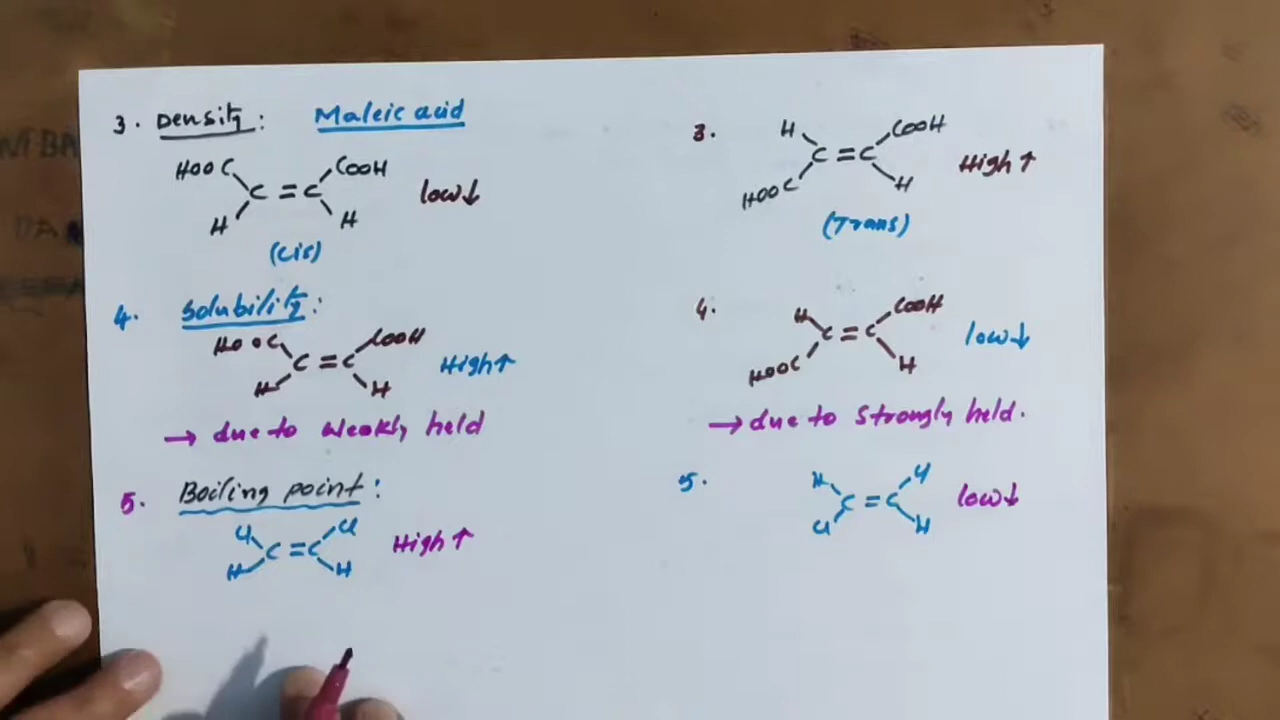 3. Density: Maleic acid
HOOC COOH
C = C low↓
H H
(Cis)
4. Solubility:
HOOC COOH
C = C High↑
H H
→ due to weakly held
5. Boiling point:
Cl Cl
C = C High↑
H H
3. H COOH
C = C High↑
HOOC H
(Trans)
4. H COOH
C = C low↓
HOOC H
→ due to strongly held.
5. H Cl
C = C low↓
Cl H